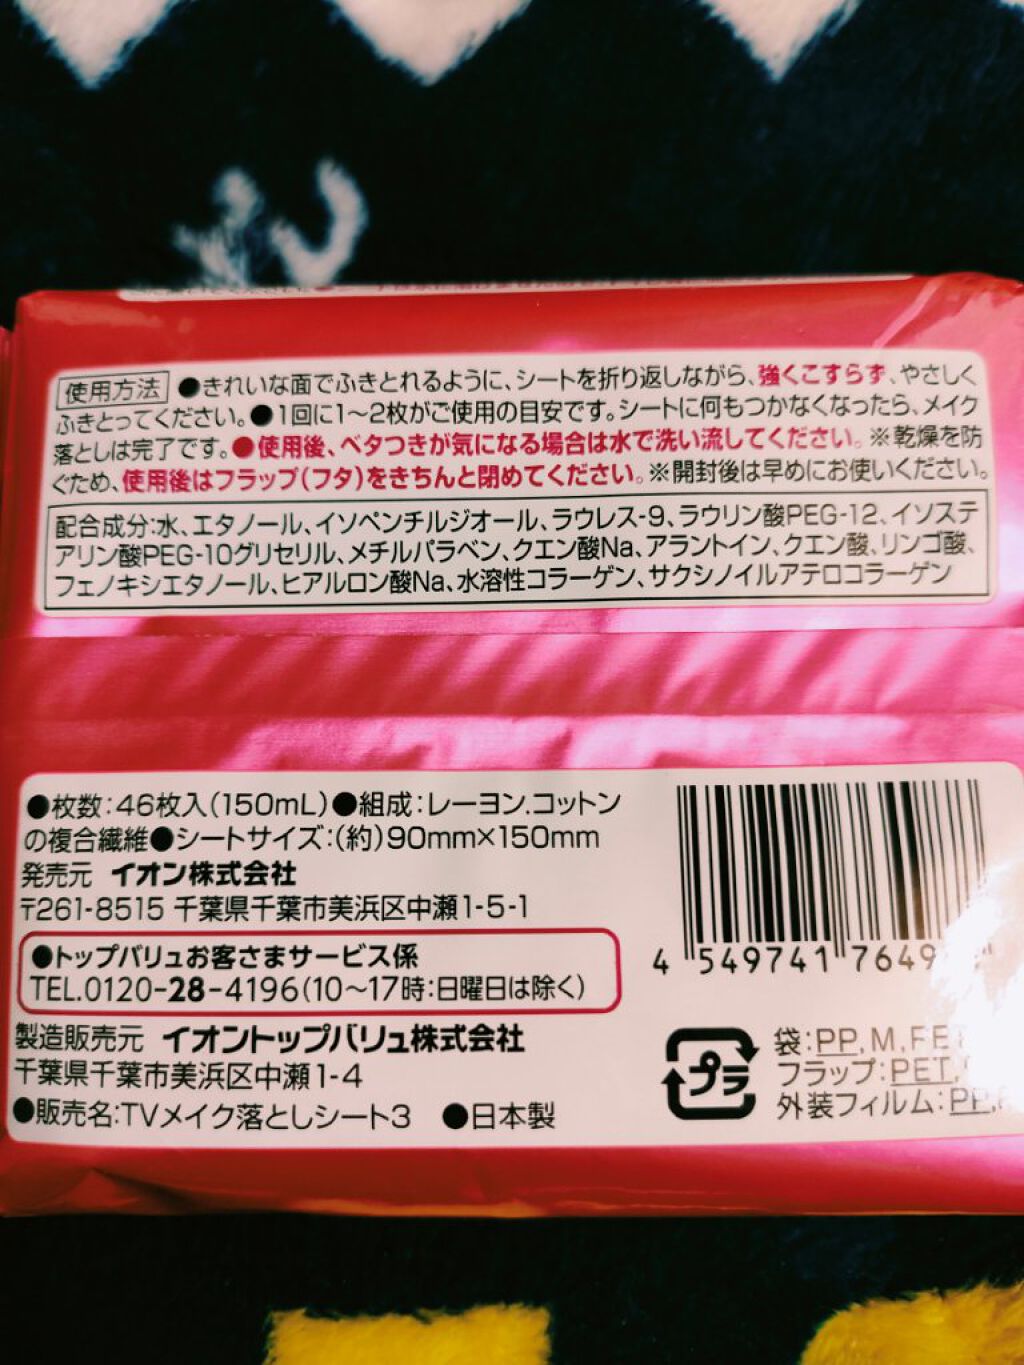 使用方法 ●きれいな面でふきとれるように、シートを折り返しながら、強くこすらず、やさしく
ふきとってください。●1回に1～2枚がご使用の目安です。シートに何もつかなくなったら、メイク
落としは完了です。●使用後、ベタつきが気になる場合は水で洗い流してください。※乾燥を防
ぐため、使用後はフラップ(フタ)をきちんと閉めてください。※開封後は早めにお使いください。
配合成分:水、エタノール、イソペンチルジオール、ラウレス-9、ラウリン酸PEG-12、イソステ
アリン酸PEG-10グリセリル、メチルパラベン、クエン酸Na、アラントイン、クエン酸、リンゴ酸、
フェノキシエタノール、ヒアルロン酸Na、水溶性コラーゲン、サクシノイルアテロコラーゲン
●枚数:46枚入(150mL)●組成:レーヨン.コットン
の複合繊維●シートサイズ:(約)90mm×150mm
発売元 イオン株式会社
〒261-8515 千葉県千葉市美浜区中瀬1-5-1
●トップバリュお客さまサービス係
TEL.0120-28-4196(10～17時:日曜日は除く)
製造販売元 イオントップバリュ株式会社
千葉県千葉市美浜区中瀬1-4
●販売名:TVメイク落としシート3 ●日本製
4 549741 7649
プラ
袋:PP,M,FE
フラップ:PET,
外装フィルム:PP,